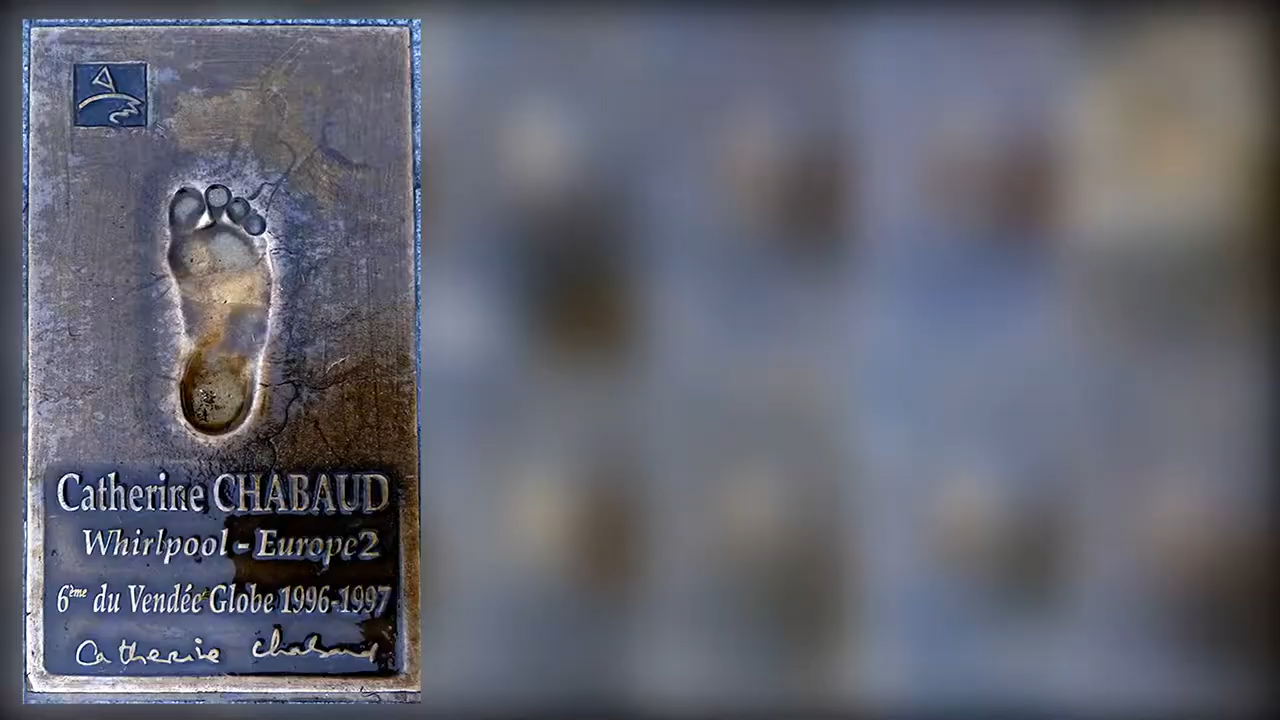 Catherine CHABAUD
Whirlpool - Europe2
6ème du Vendée Globe 1996-1997
Catherine Chabaud